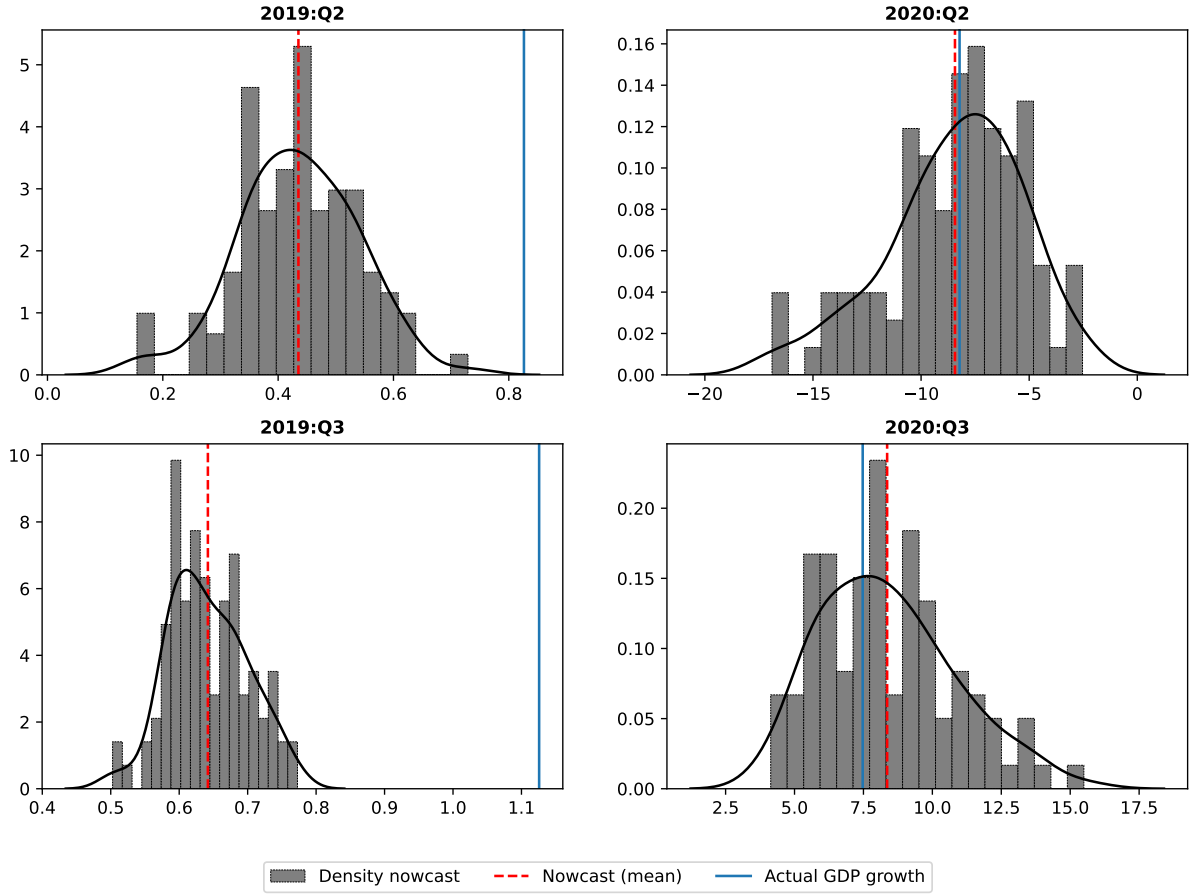 2019:Q2
5
4
3
2
1
0
0.0 0.2 0.4 0.6 0.8
2020:Q2
0.16
0.14
0.12
0.10
0.08
0.06
0.04
0.02
0.00
−20 −15 −10 −5 0
2019:Q3
10
8
6
4
2
0
0.4 0.5 0.6 0.7 0.8 0.9 1.0 1.1
2020:Q3
0.20
0.15
0.10
0.05
0.00
2.5 5.0 7.5 10.0 12.5 15.0 17.5
Density nowcast Nowcast (mean) Actual GDP growth